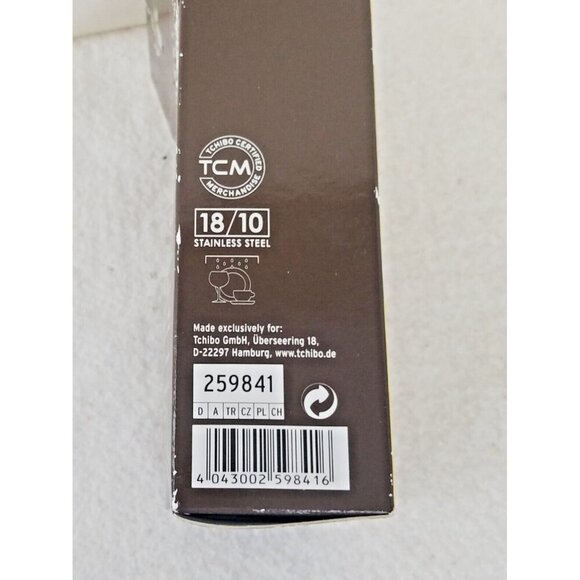 TCHIBO CERTIFIED
TCM
MERCHANDISE
18/10
STAINLESS STEEL
Made exclusively for:
Tchibo GmbH, Überseering 18,
D-22297 Hamburg, www.tchibo.de
259841
D A TR CZ PL CH
4 043002 598416